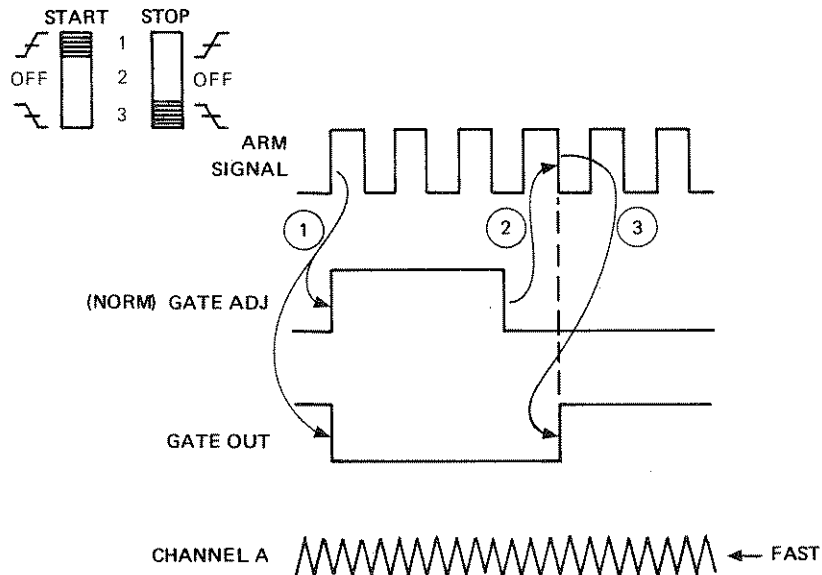 START STOP
1
OFF 2 OFF
3
ARM
SIGNAL
1 2 3
(NORM) GATE ADJ
GATE OUT
CHANNEL A FAST